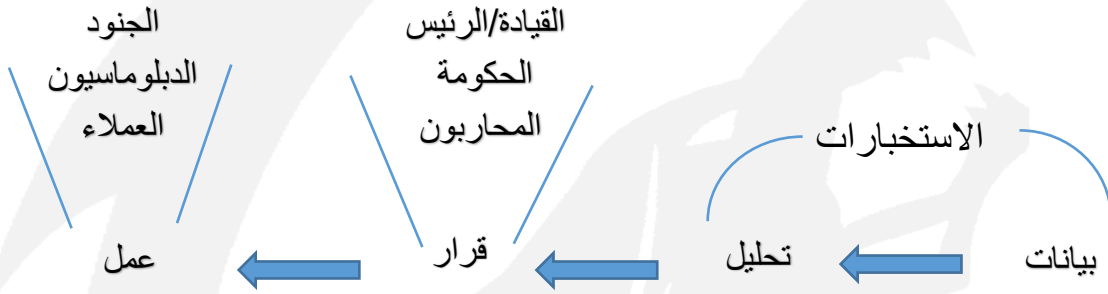 الاستخبارات
القيادة/الرئيس
الحكومة
المحاربون
الجنود
الدبلوماسيون
العملاء
بيانات
تحليل
قرار
عمل